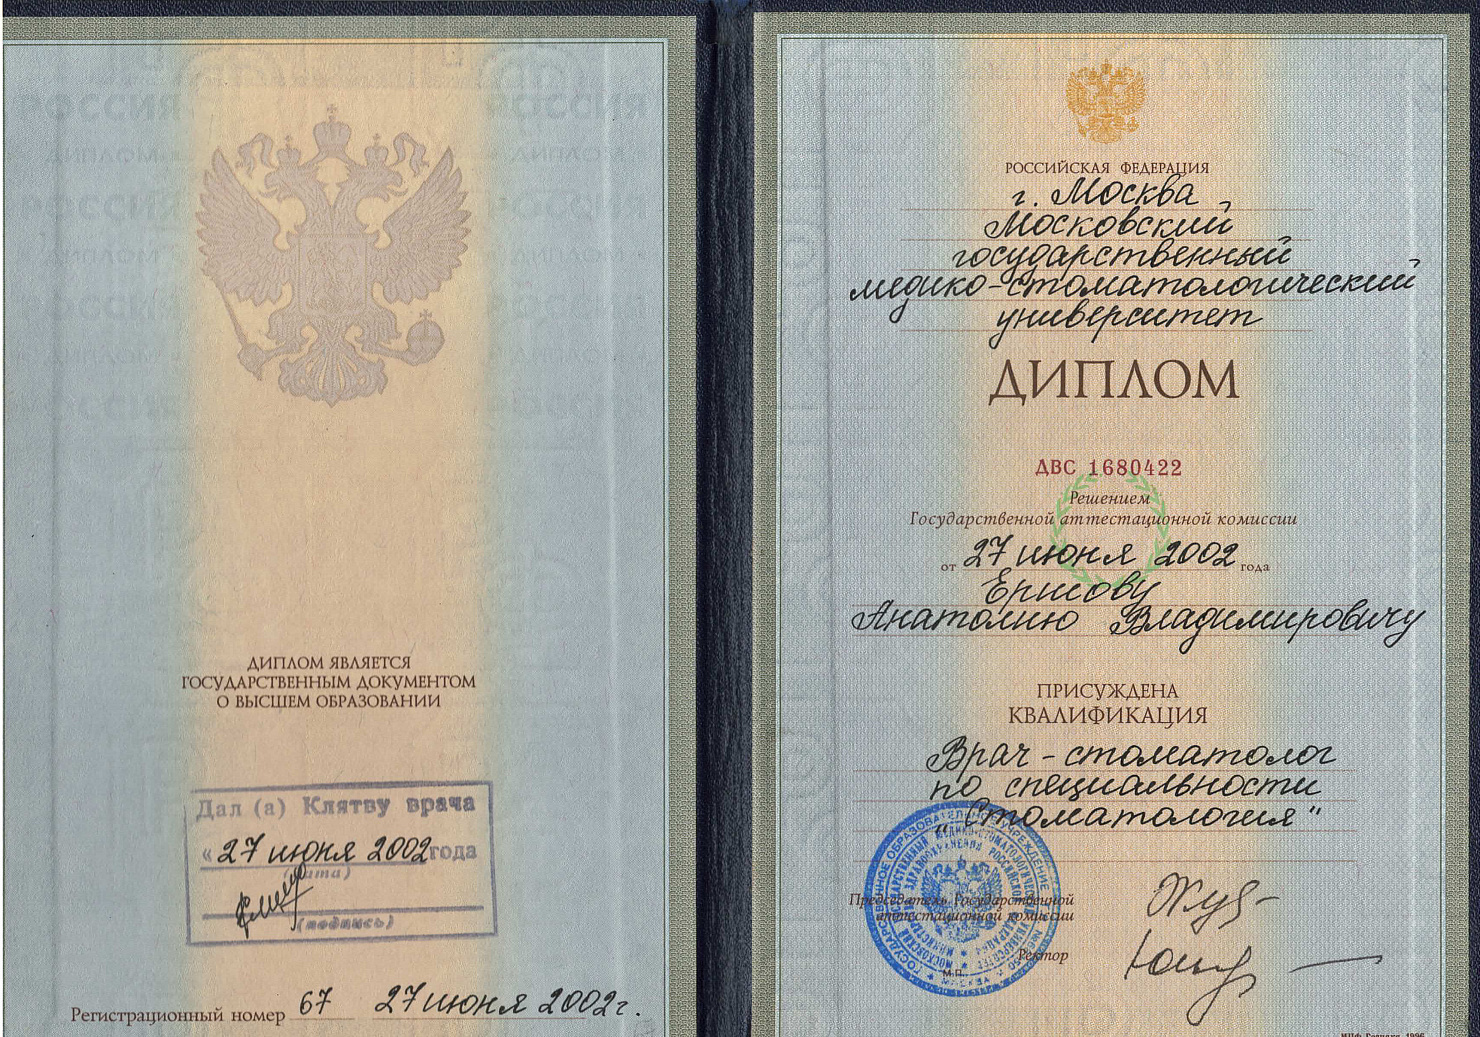 ДИПЛОМ ЯВЛЯЕТСЯ
ГОСУДАРСТВЕННЫМ ДОКУМЕНТОМ
О ВЫСШЕМ ОБРАЗОВАНИИ
Дал (а) Клятву врача
«27 июня 2002 года
(дата)
(подпись)
Регистрационный номер 67 27 июня 2002г.
РОССИЙСКАЯ ФЕДЕРАЦИЯ
г. Москва
Московский
государственный
медико-стоматологический
университет
ДИПЛОМ
ДВС 1680422
Решением
Государственной аттестационной комиссии
от 27 июня 2002 года
Анатолию Владимировичу
ПРИСУЖДЕНА
КВАЛИФИКАЦИЯ
Врач-стоматолог
по специальности
"Стоматология"
Председатель Государственной
аттестационной комиссии
Ректор
М.П.